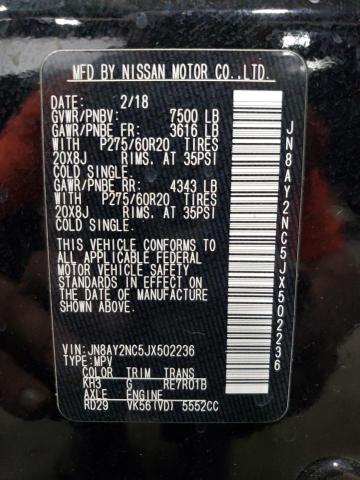 MFD BY NISSAN MOTOR CO.,LTD.
DATE: 2/18
GVWR/PNBV: 7500 LB
GAWR/PNBE FR: 3616 LB
WITH P275/60R20 TIRES
20X8J RIMS. AT 35PSI
COLD SINGLE.
GAWR/PNBE RR: 4343 LB
WITH P275/60R20 TIRES
20X8J RIMS. AT 35PSI
COLD SINGLE.
THIS VEHICLE CONFORMS TO
ALL APPLICABLE FEDERAL
MOTOR VEHICLE SAFETY
STANDARDS IN EFFECT ON
THE DATE OF MANUFACTURE
SHOWN ABOVE.
VIN:JN8AY2NC5JX502236
TYPE:MPV
COLOR TRIM TRANS
KH3 G RE7R01B
AXLE ENGINE
RD29 VK56(VD) 5552CC
JN8AY2NC5JX502236